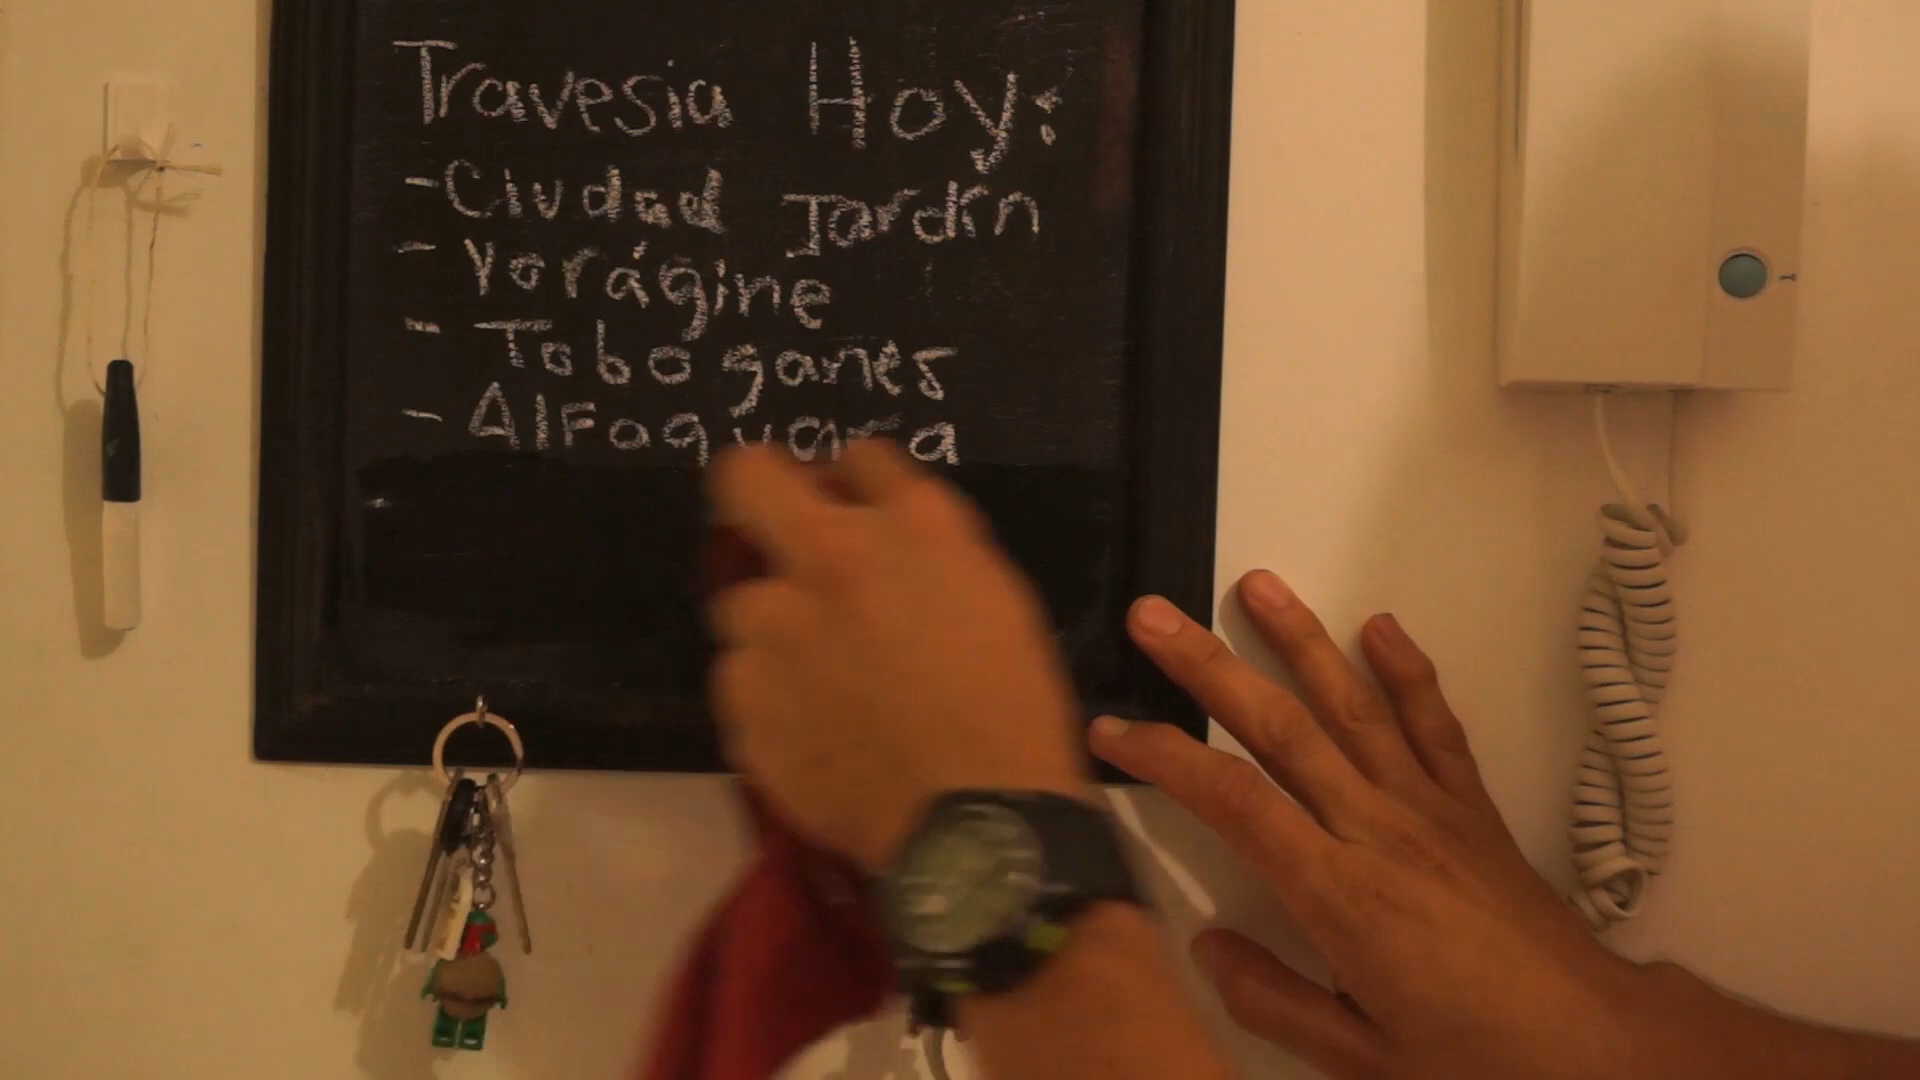 Travesia Hoy:
- Ciudad Jardín
- Vorágine
- Toboganes
- Alfaguara